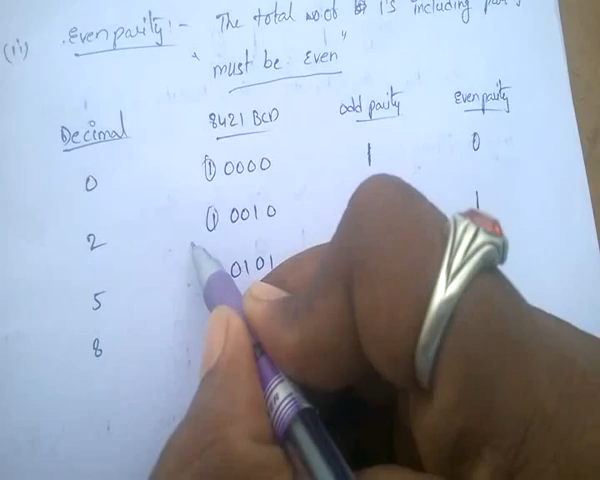 (ii) Even parity :- The total no.of 1's including
" must be Even "
Decimal 8421 BCD odd parity Even parity
0 ① 0000 1 0
2 ① 0010 1
5 0101
8